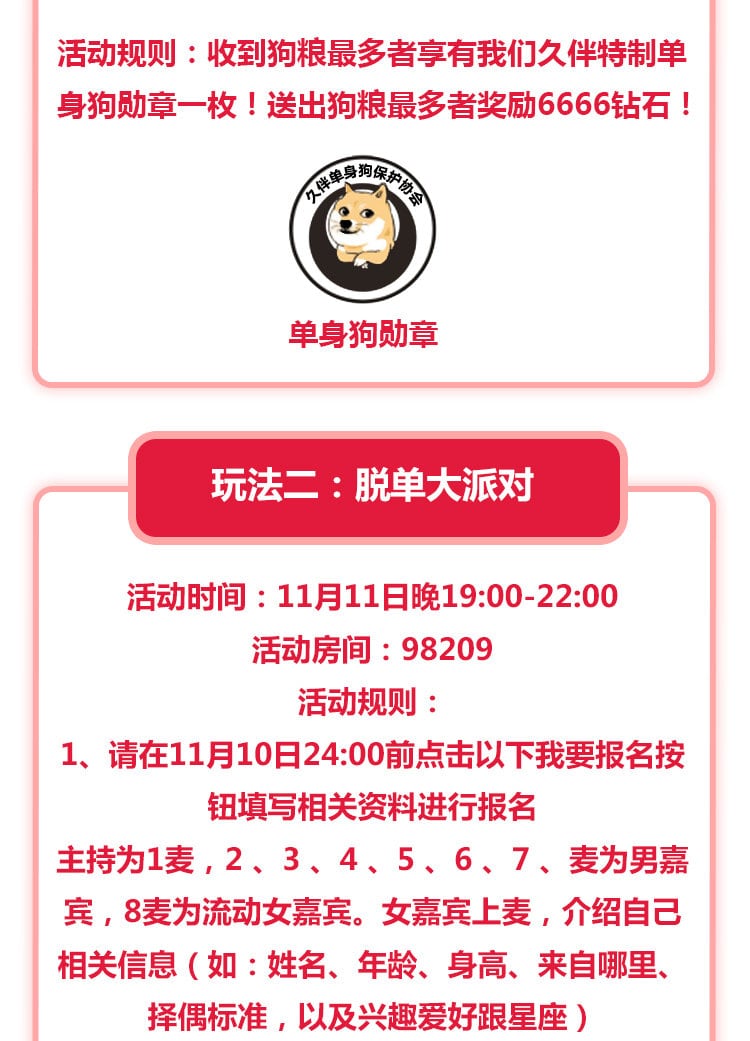 活动规则：收到狗粮最多者享有我们久伴特制单
身狗勋章一枚！送出狗粮最多者奖励6666钻石！
久伴单身狗保护协会
单身狗勋章
玩法二：脱单大派对
活动时间：11月11日晚19:00-22:00
活动房间：98209
活动规则：
1、请在11月10日24:00前点击以下我要报名按
钮填写相关资料进行报名
主持为1麦，2、3、4、5、6、7、麦为男嘉
宾，8麦为流动女嘉宾。女嘉宾上麦，介绍自己
相关信息（如：姓名、年龄、身高、来自哪里、
择偶标准，以及兴趣爱好跟星座）